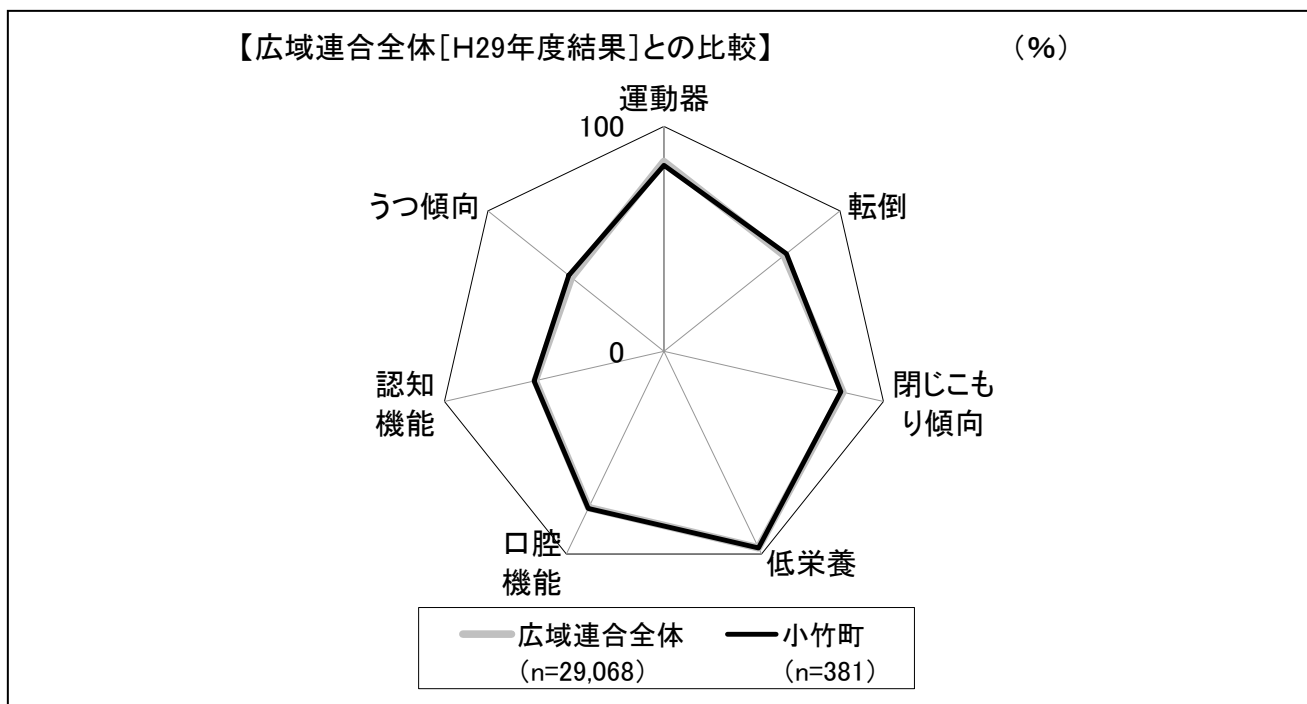 【広域連合全体[H29年度結果]との比較】 （%）
運動器
100
うつ傾向
転倒
0
認知
機能
閉じこも
り傾向
口腔
機能
低栄養
広域連合全体
（n=29,068）
小竹町
（n=381）